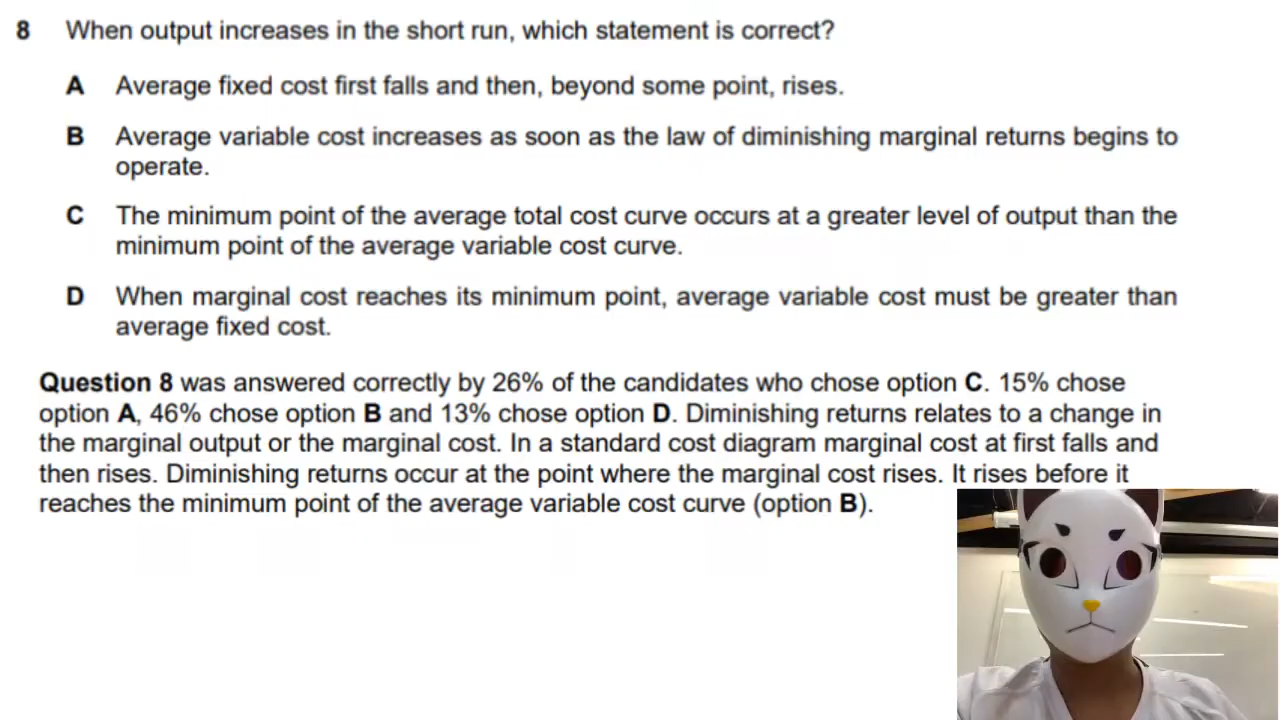 8 When output increases in the short run, which statement is correct?
A Average fixed cost first falls and then, beyond some point, rises.
B Average variable cost increases as soon as the law of diminishing marginal returns begins to
operate.
C The minimum point of the average total cost curve occurs at a greater level of output than the
minimum point of the average variable cost curve.
D When marginal cost reaches its minimum point, average variable cost must be greater than
average fixed cost.
Question 8 was answered correctly by 26% of the candidates who chose option C. 15% chose
option A, 46% chose option B and 13% chose option D. Diminishing returns relates to a change in
the marginal output or the marginal cost. In a standard cost diagram marginal cost at first falls and
then rises. Diminishing returns occur at the point where the marginal cost rises. It rises before it
reaches the minimum point of the average variable cost curve (option B).